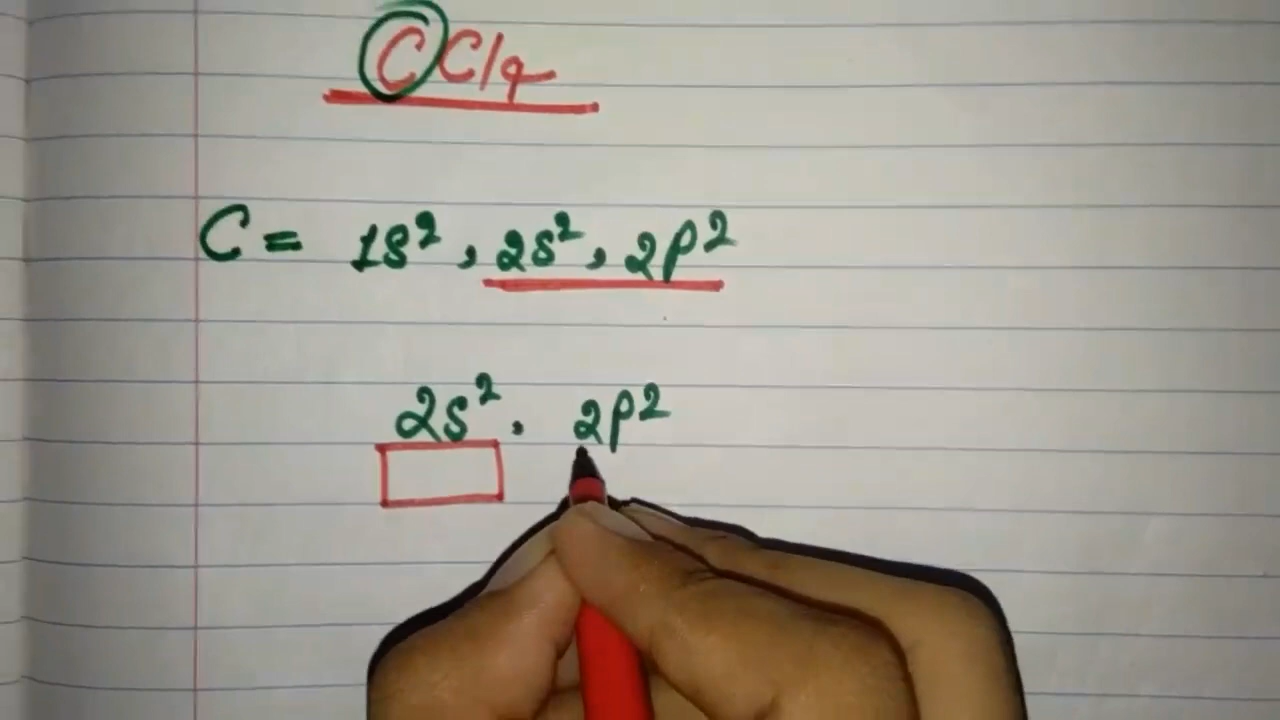 CCl4
C = 1s², 2s², 2p²
2s². 2p²